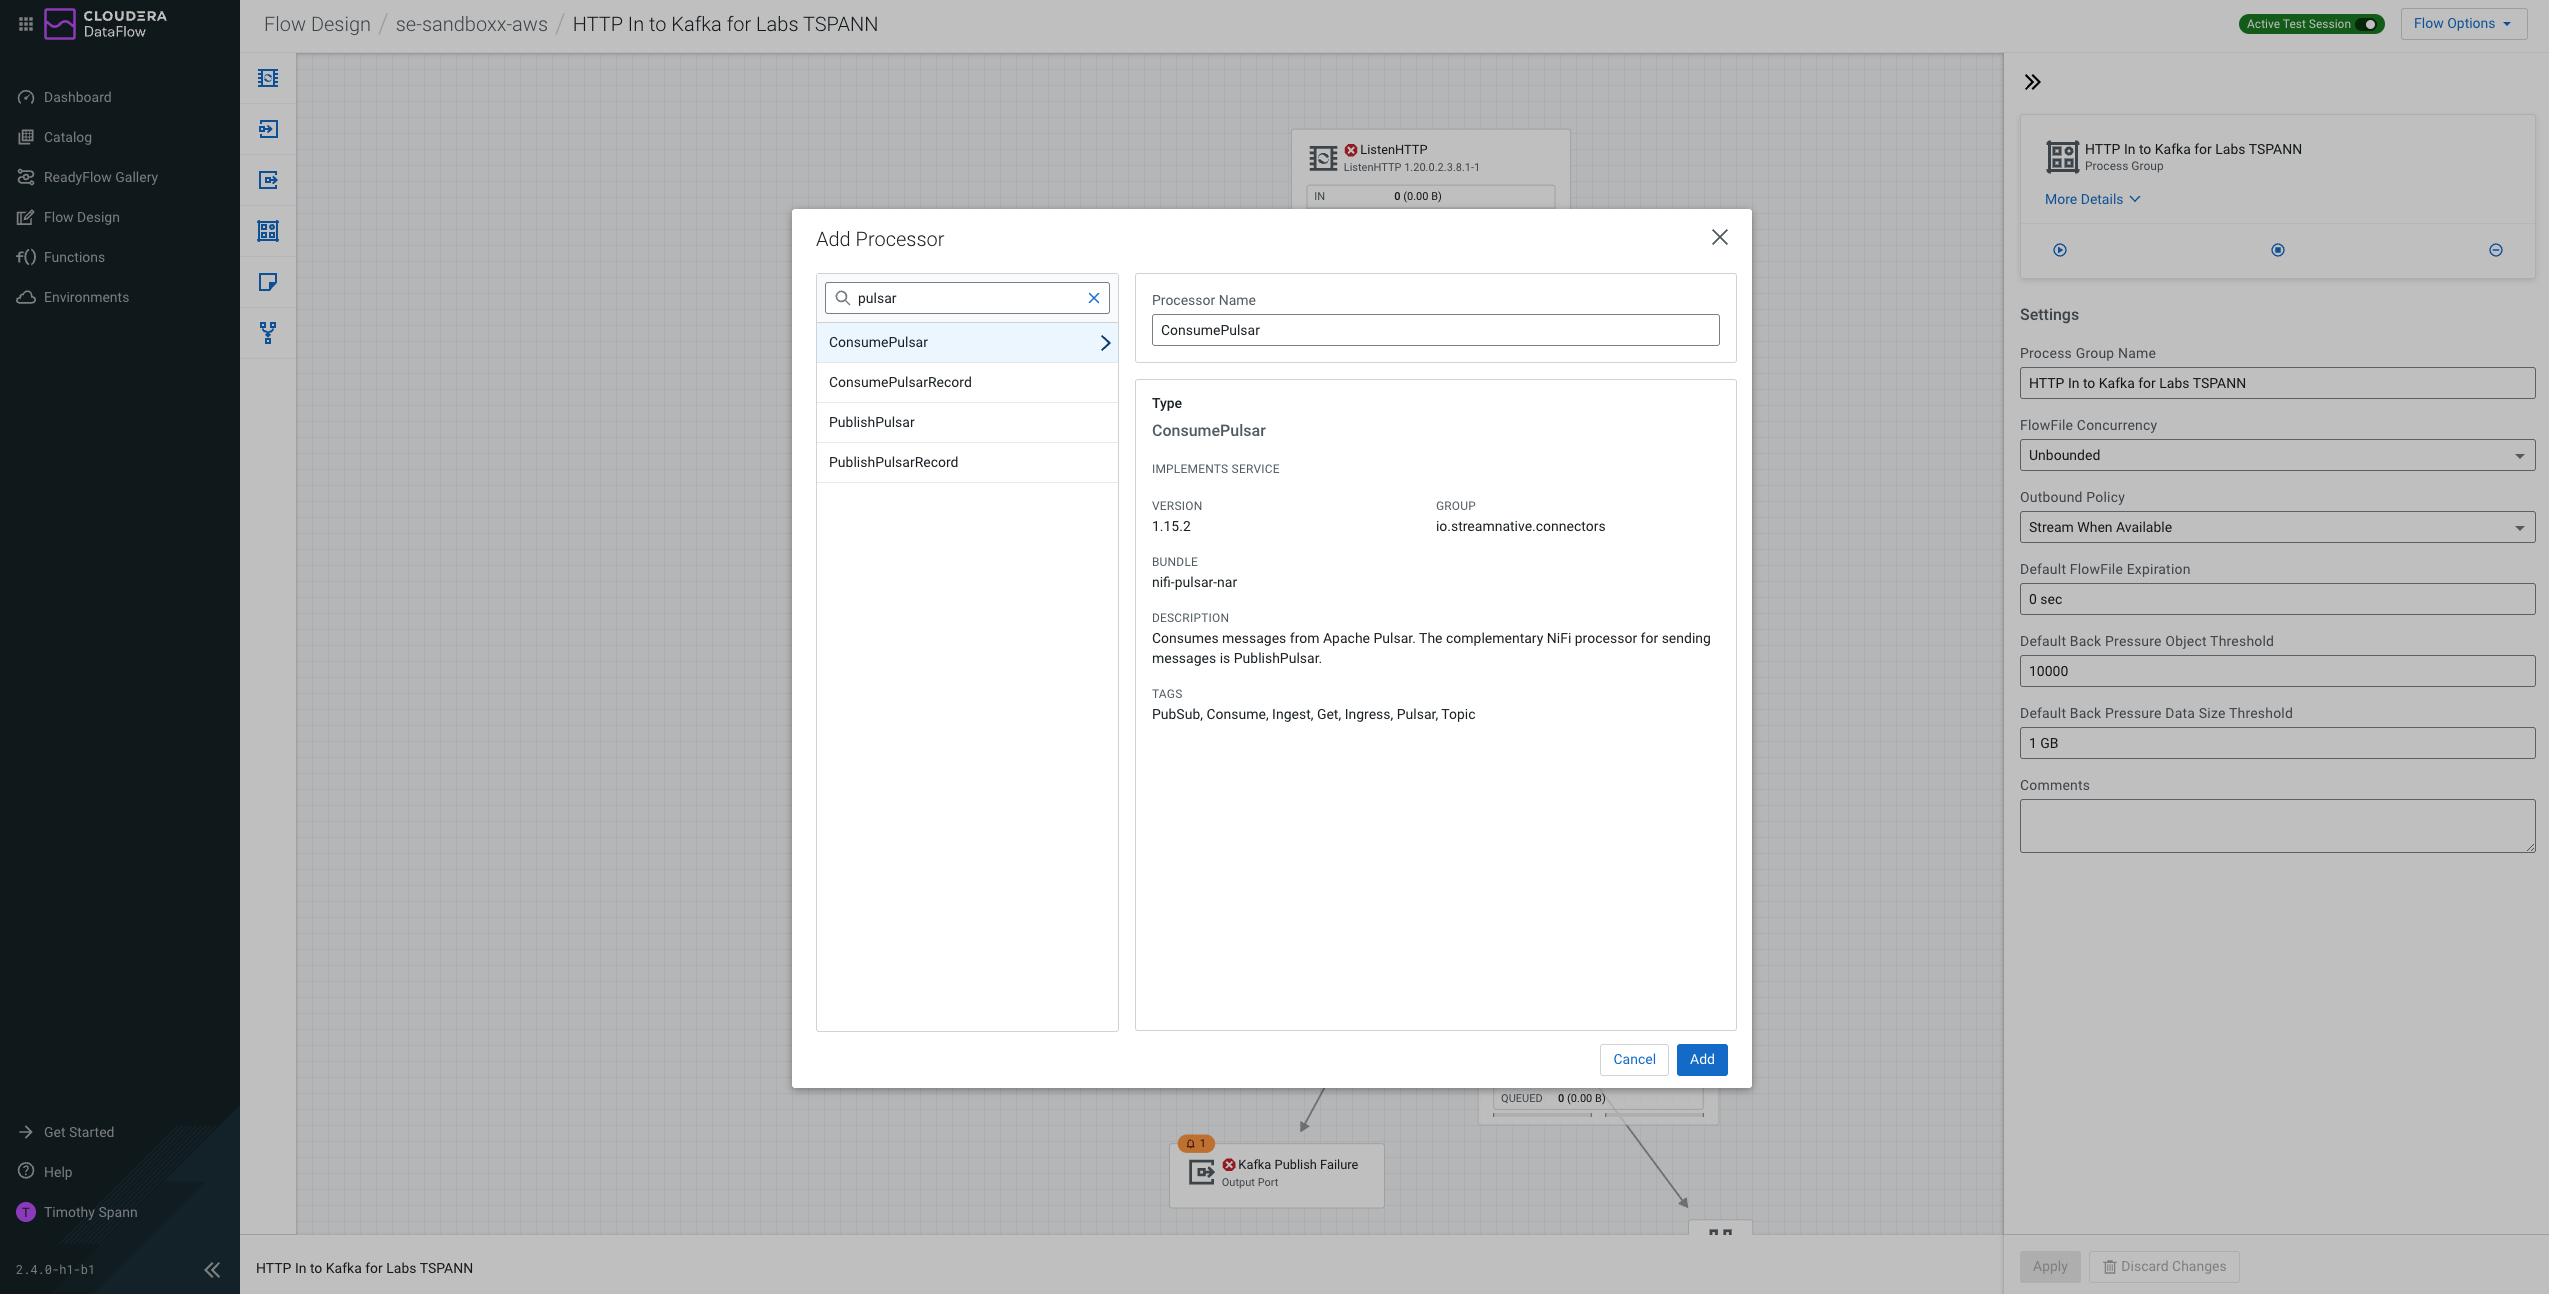 CLOUDERA
DataFlow
Dashboard
Catalog
ReadyFlow Gallery
Flow Design
f() Functions
Environments
Get Started
Help
T Timothy Spann
2.4.0-h1-b1
Flow Design / se-sandboxx-aws / HTTP In to Kafka for Labs TSPANN
Active Test Session
Flow Options
ListenHTTP
ListenHTTP 1.20.0.2.3.8.1-1
IN 0 (0.00 B)
Add Processor
pulsar
ConsumePulsar
ConsumePulsarRecord
PublishPulsar
PublishPulsarRecord
Processor Name
ConsumePulsar
Type
ConsumePulsar
IMPLEMENTS SERVICE
VERSION GROUP
1.15.2 io.streamnative.connectors
BUNDLE
nifi-pulsar-nar
DESCRIPTION
Consumes messages from Apache Pulsar. The complementary NiFi processor for sending
messages is PublishPulsar.
TAGS
PubSub, Consume, Ingest, Get, Ingress, Pulsar, Topic
Cancel Add
QUEUED 0 (0.00 B)
1
Kafka Publish Failure
Output Port
HTTP In to Kafka for Labs TSPANN
HTTP In to Kafka for Labs TSPANN
Process Group
More Details
Settings
Process Group Name
HTTP In to Kafka for Labs TSPANN
FlowFile Concurrency
Unbounded
Outbound Policy
Stream When Available
Default FlowFile Expiration
0 sec
Default Back Pressure Object Threshold
10000
Default Back Pressure Data Size Threshold
1 GB
Comments
Apply Discard Changes